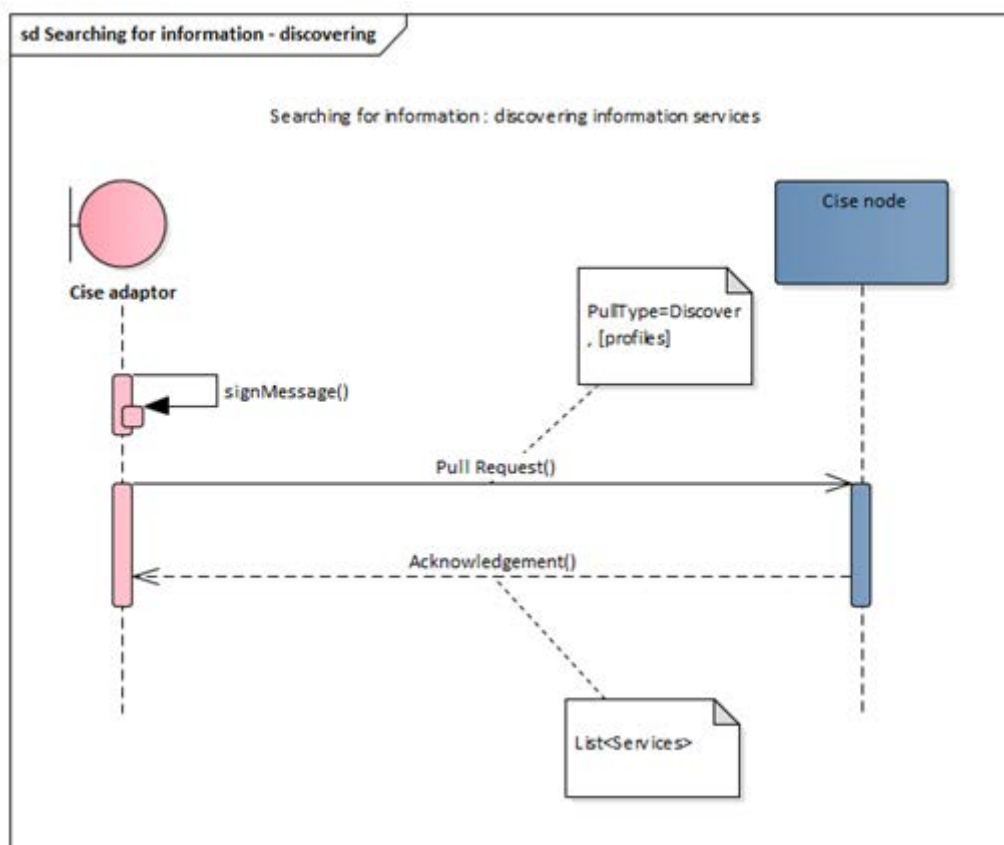 sd Searching for information - discovering
Searching for information : discovering information services
Cise node
Cise adaptor
PullType=Discover
, [profiles]
signMessage()
Pull Request()
Acknowledgement()
List<Services>